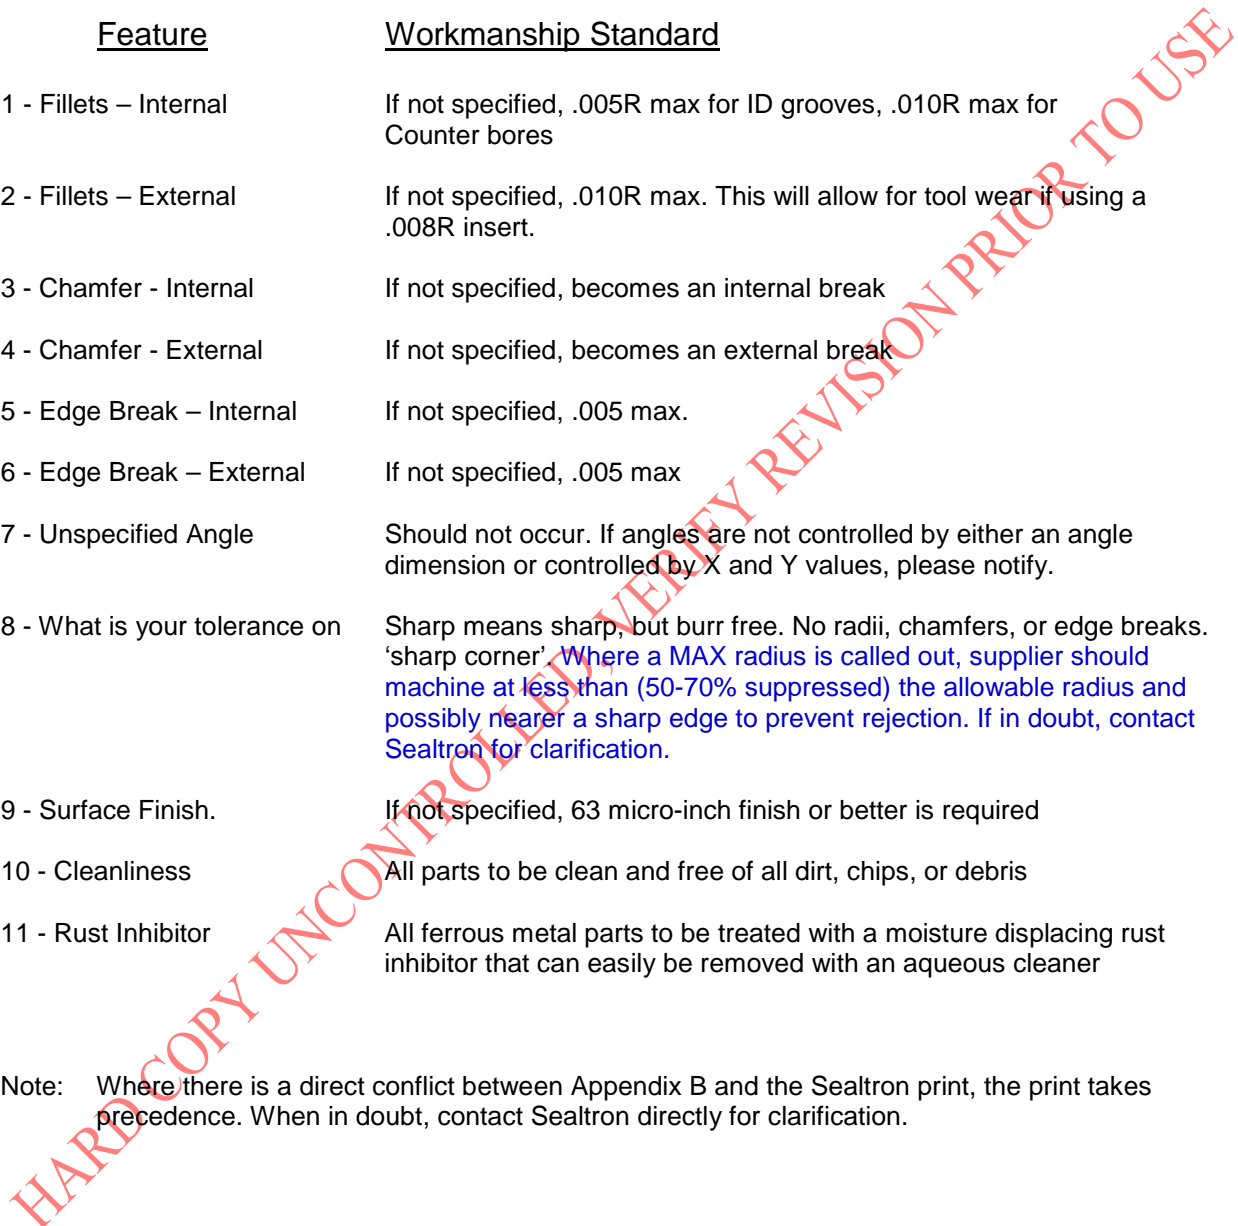 Feature Workmanship Standard
1 - Fillets – Internal If not specified, .005R max for ID grooves, .010R max for
Counter bores
2 - Fillets – External If not specified, .010R max. This will allow for tool wear if using a
.008R insert.
3 - Chamfer - Internal If not specified, becomes an internal break
4 - Chamfer - External If not specified, becomes an external break
5 - Edge Break – Internal If not specified, .005 max.
6 - Edge Break – External If not specified, .005 max
7 - Unspecified Angle Should not occur. If angles are not controlled by either an angle
dimension or controlled by X and Y values, please notify.
8 - What is your tolerance on Sharp means sharp, but burr free. No radii, chamfers, or edge breaks.
‘sharp corner’. Where a MAX radius is called out, supplier should
machine at less than (50-70% suppressed) the allowable radius and
possibly nearer a sharp edge to prevent rejection. If in doubt, contact
Sealtron for clarification.
9 - Surface Finish. If not specified, 63 micro-inch finish or better is required
10 - Cleanliness All parts to be clean and free of all dirt, chips, or debris
11 - Rust Inhibitor All ferrous metal parts to be treated with a moisture displacing rust
inhibitor that can easily be removed with an aqueous cleaner
Note: Where there is a direct conflict between Appendix B and the Sealtron print, the print takes
precedence. When in doubt, contact Sealtron directly for clarification.
HARD COPY UNCONTROLLED, VERIFY REVISION PRIOR TO USE